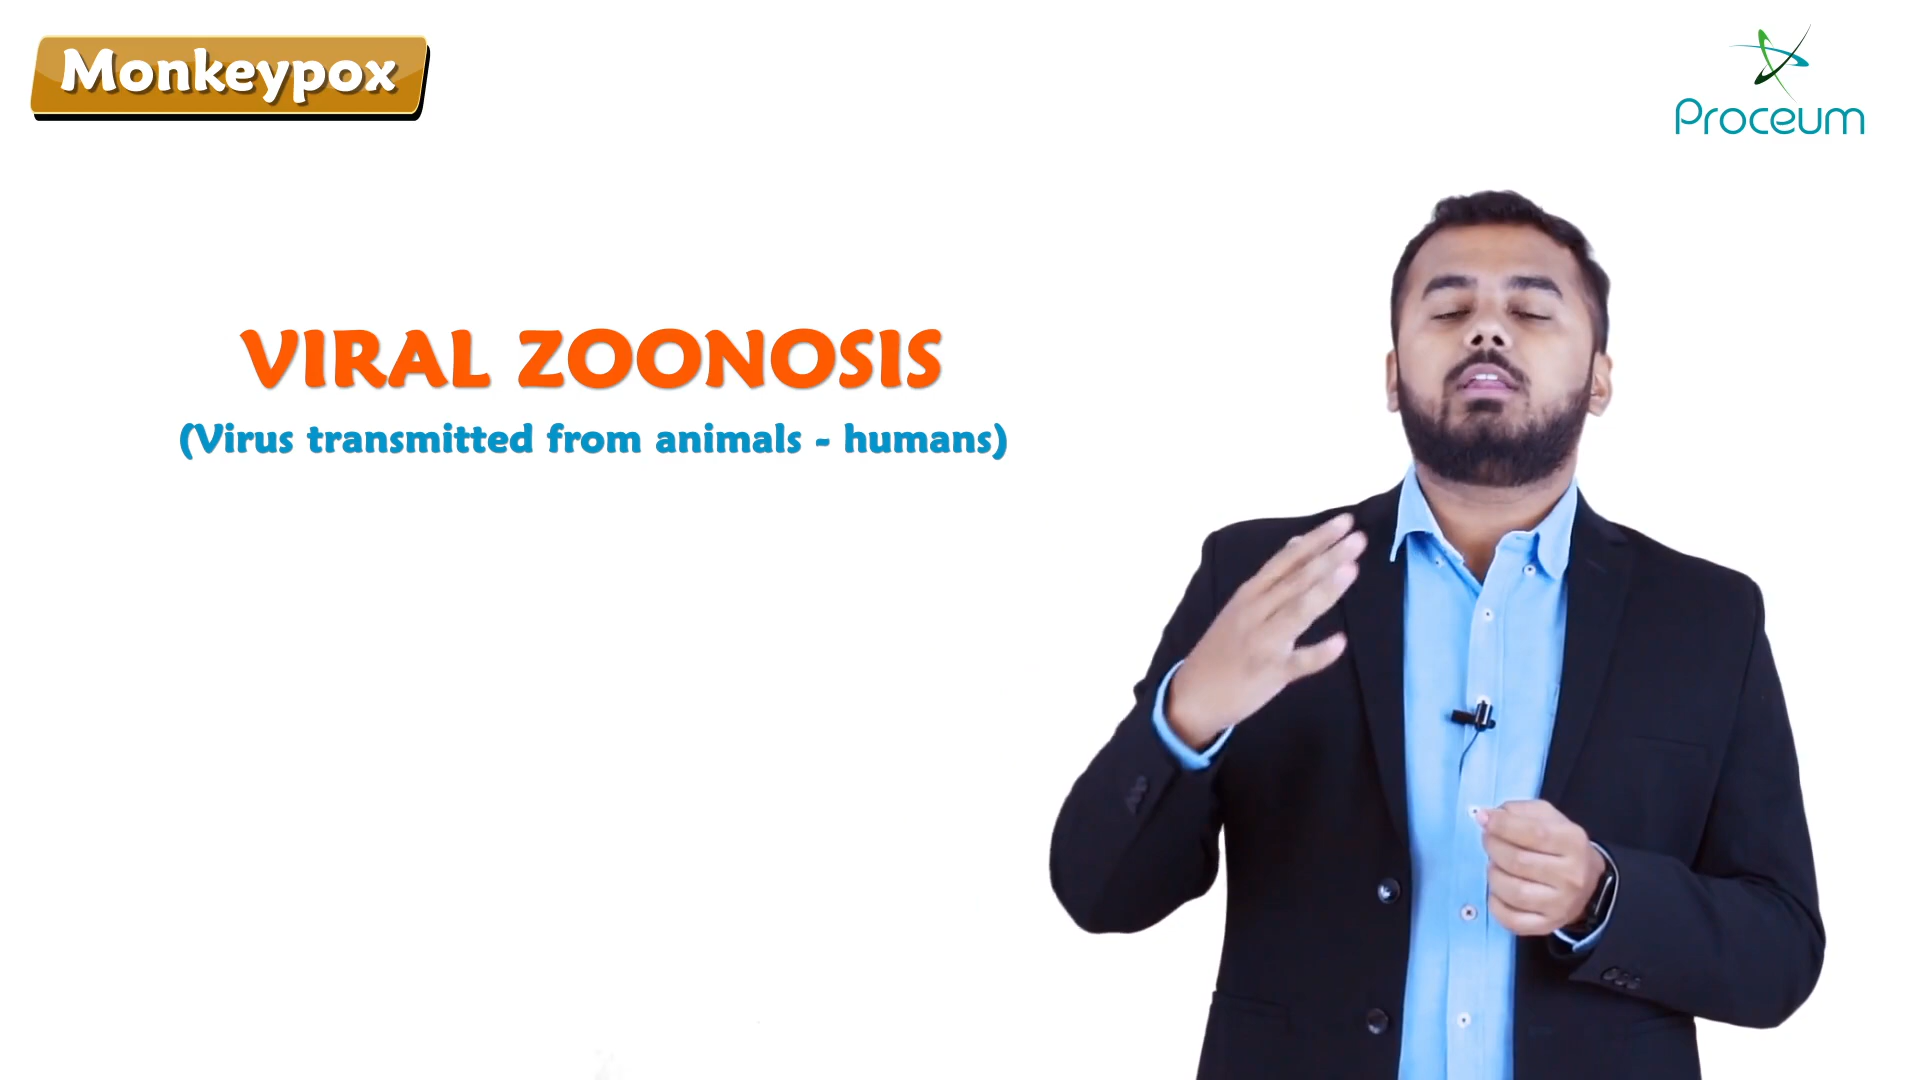 Monkeypox
Proceum
VIRAL ZOONOSIS
(Virus transmitted from animals - humans)